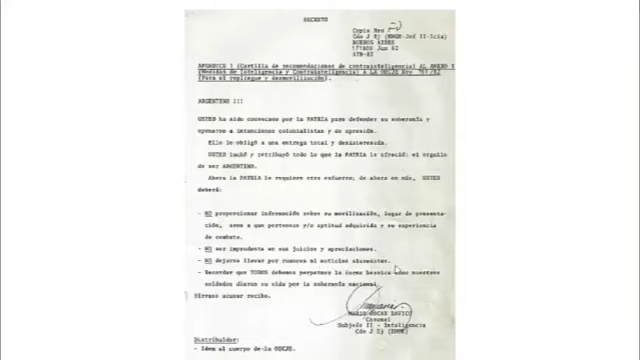 SECRETO
Copia Nro
Cdo J Ej (EMGE-Jef II-Icia)
BUENOS AIRES
171800 Jun 82
APENDICE 1 (Cartilla de recomendaciones de contrainteligencia) AL ANEXO
(Medidas de Inteligencia y Contrainteligencia) A LA
(Para el repliegue y desmovilización).
ARGENTINO !!!
USTED ha sido convocado por la PATRIA para defender su soberanía y
oponerse a intenciones colonialistas y de opresión.
Ello le obligó a una entrega total y desinteresada.
USTED luchó y retribuyó todo lo que la PATRIA le ofreció: el orgullo
de ser ARGENTINO.
Ahora la PATRIA le requiere otro esfuerzo; de ahora en más, USTED
deberá:
- NO proporcionar información sobre su movilización, lugar de presenta-
ción, arma a que pertenece y/o aptitud adquirida y su experiencia
de combate.
- NO ser imprudente en sus juicios y apreciaciones.
- NO dejarse llevar por rumores ni noticias alarmantes.
- Recordar que TODOS debemos perpetuar la forma heroica como nuestros
soldados dieron su vida por la soberanía nacional.
Sírvase acusar recibo.
MARIO OSCAR
Coronel
Subjefe II - Inteligencia
Cdo J Ej (EMGE)
Distribuidor:
- Idem al cuerpo de la